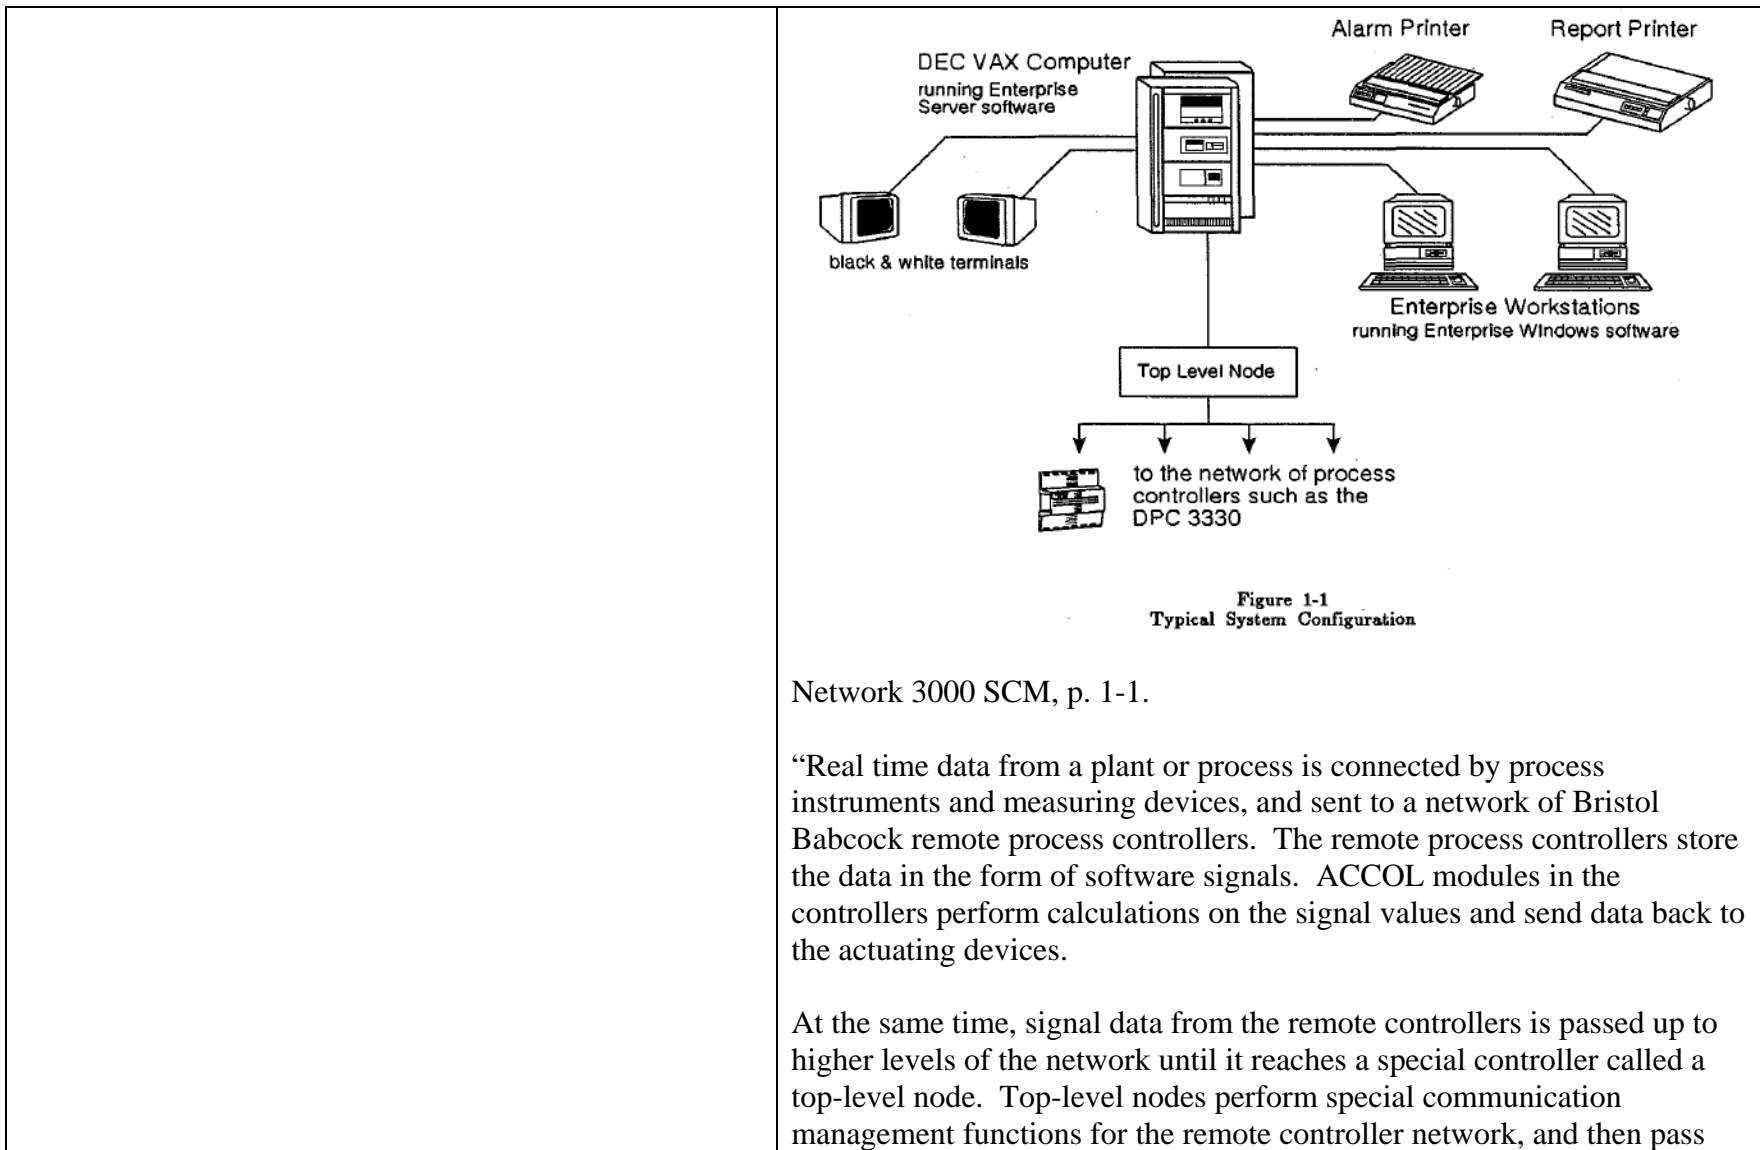 Alarm Printer
Report Printer
DEC VAX Computer
running Enterprise
Server software
black & white terminals
Enterprise Workstations
running Enterprise Windows software
Top Level Node
to the network of process
controllers such as the
DPC 3330
Figure 1-1
Typical System Configuration
Network 3000 SCM, p. 1-1.
“Real time data from a plant or process is connected by process
instruments and measuring devices, and sent to a network of Bristol
Babcock remote process controllers.  The remote process controllers store
the data in the form of software signals.  ACCOL modules in the
controllers perform calculations on the signal values and send data back to
the actuating devices.
At the same time, signal data from the remote controllers is passed up to
higher levels of the network until it reaches a special controller called a
top-level node.  Top-level nodes perform special communication
management functions for the remote controller network, and then pass